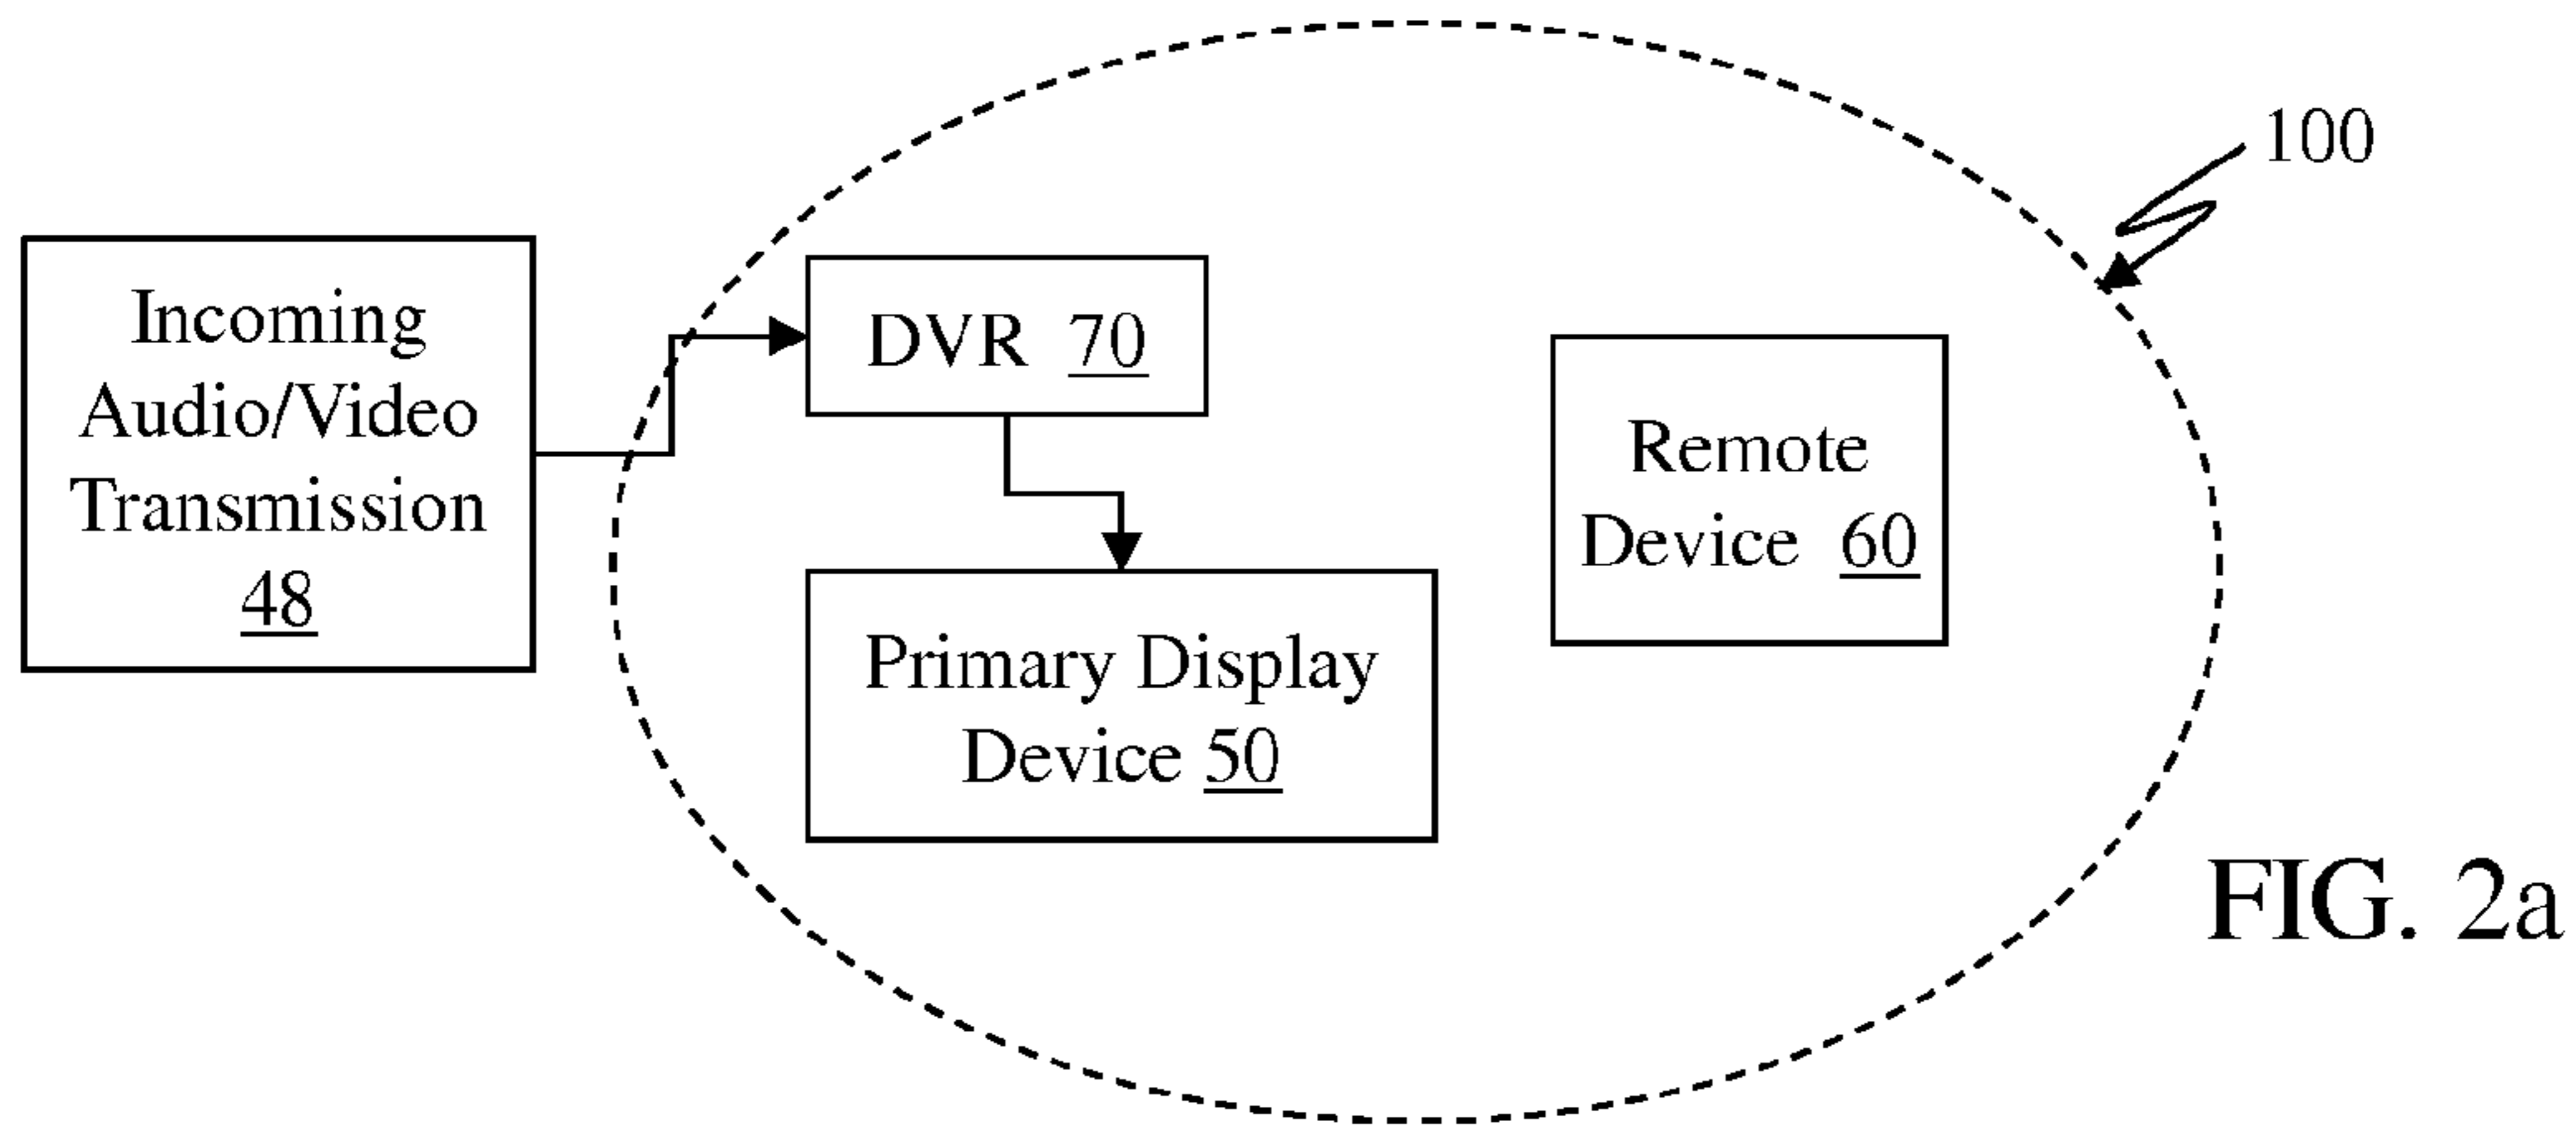 100
Incoming
Audio/Video
Transmission
48
DVR 70
Remote
Device 60
Primary Display
Device 50
FIG. 2a